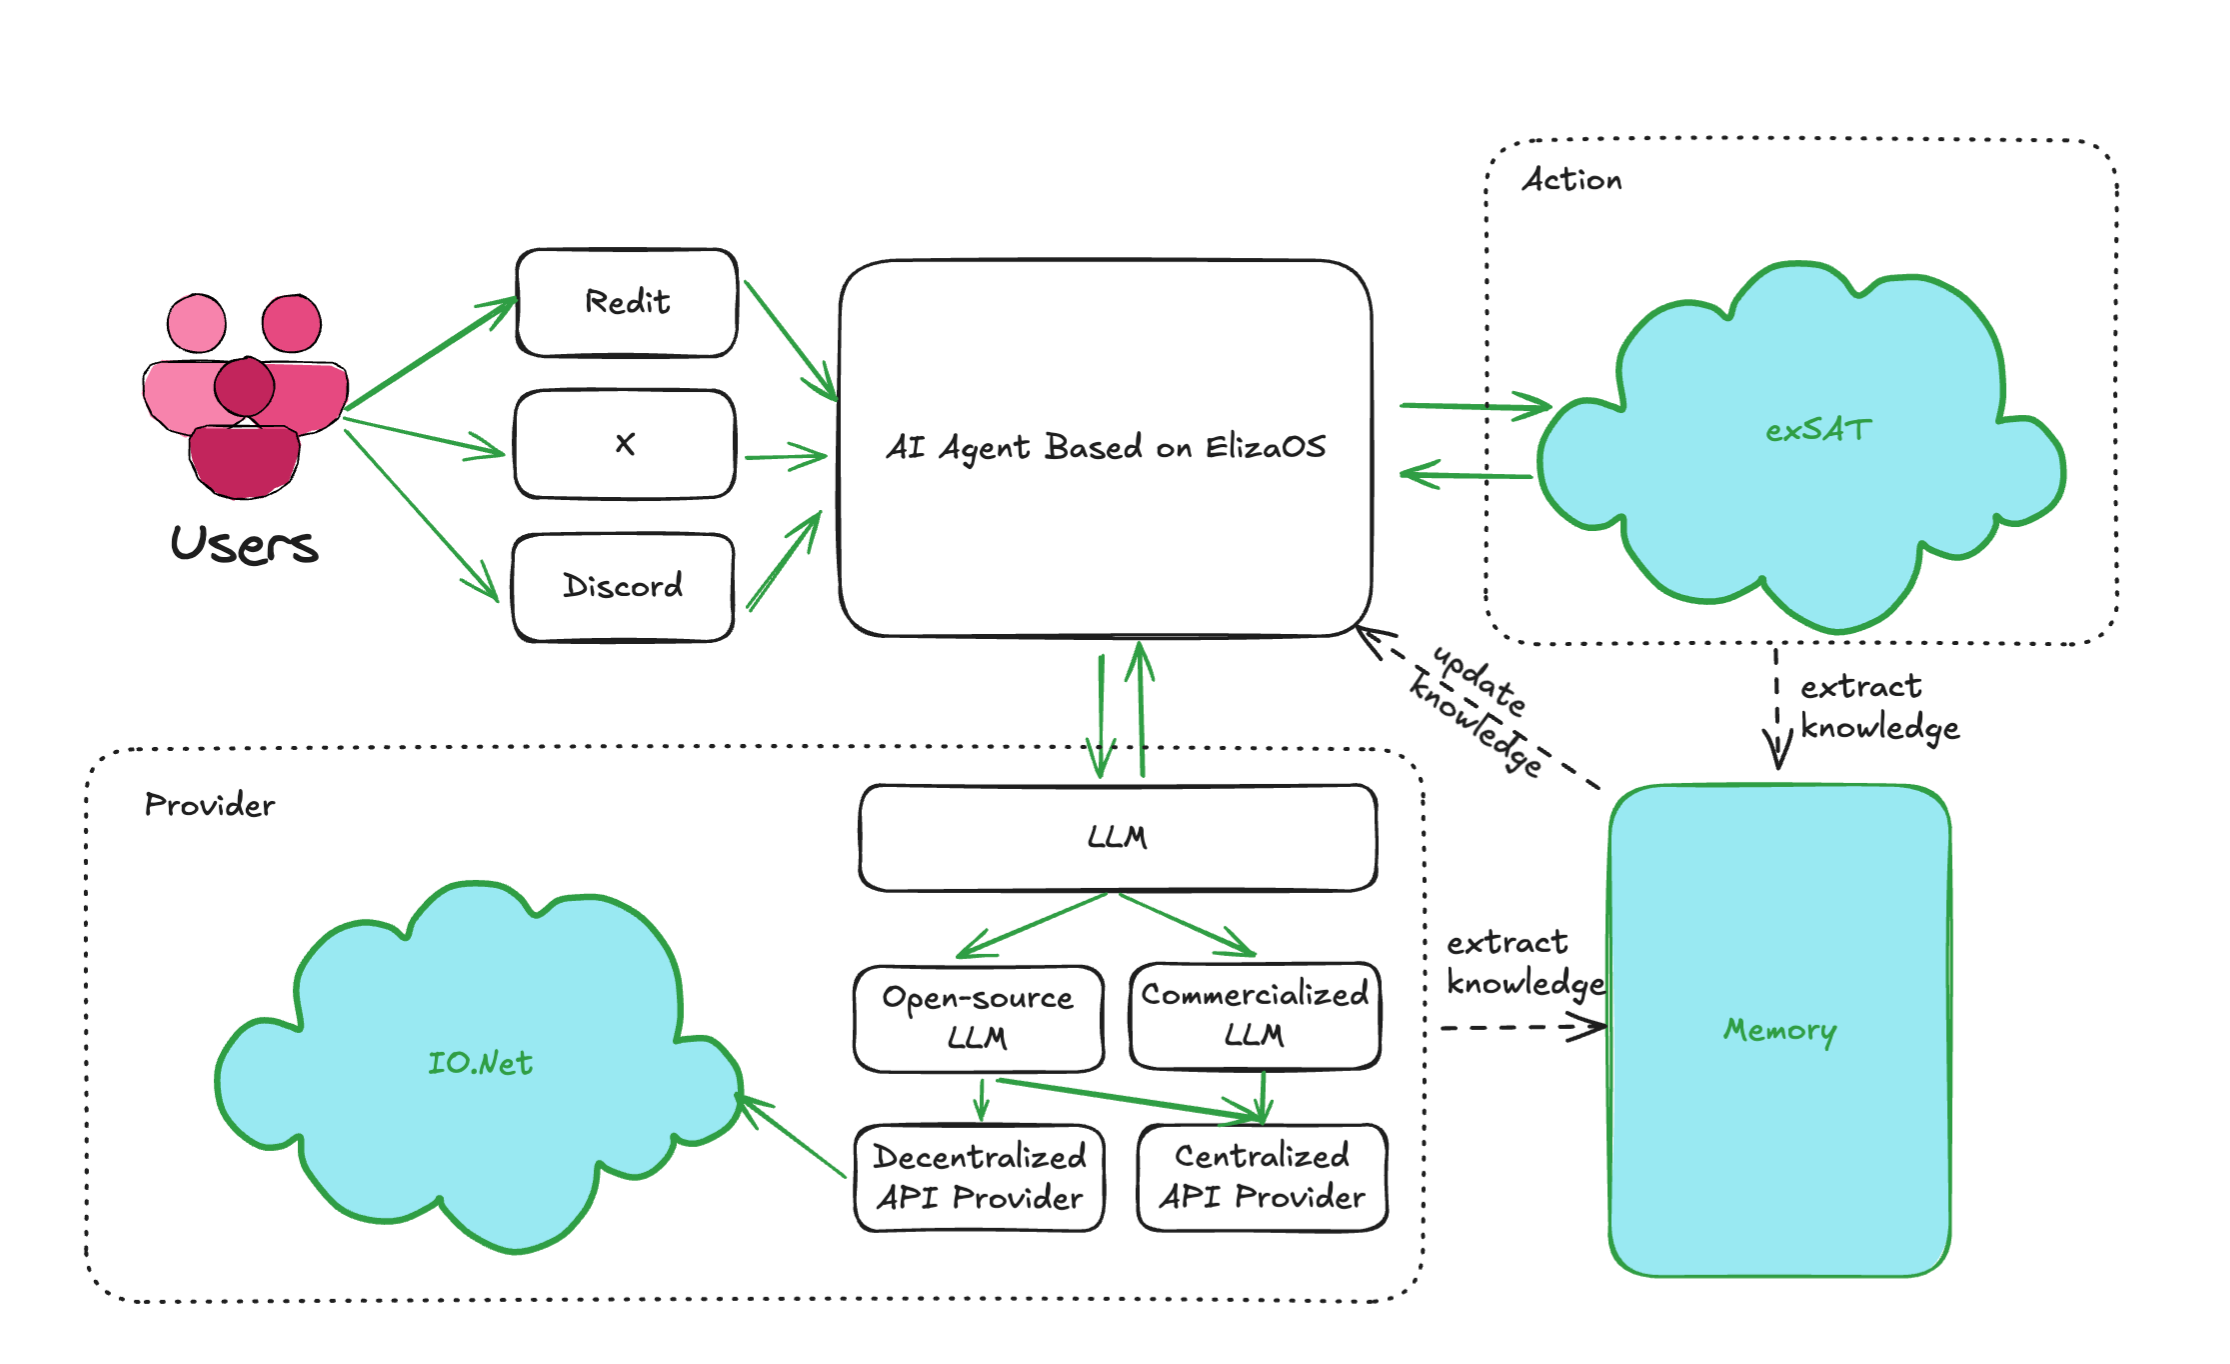 Action
Redit
X
Discord
Users
AI Agent Based on ElizaOS
exSAT
update
knowledge
extract
knowledge
Provider
LLM
Open-source
LLM
Commercialized
LLM
Decentralized
API Provider
Centralized
API Provider
IO.Net
extract
knowledge
Memory